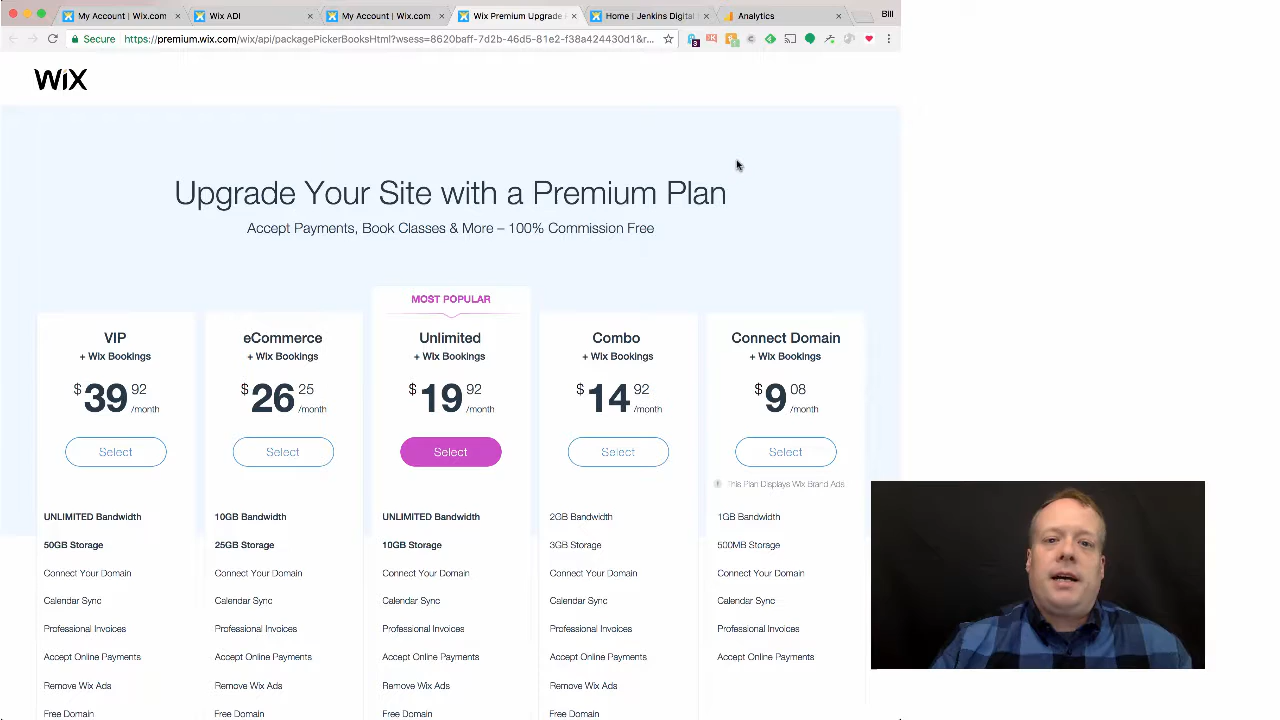 My Account | Wix.com
Wix ADI
My Account | Wix.com
Wix Premium Upgrade
Home | Jenkins Digital
Analytics
Bill
Secure https://premium.wix.com/wix/api/packagePickerBooksHtml?wsess=8620baff-7d2b-46d5-81e2-f38a424430d1&r...
WiX
Upgrade Your Site with a Premium Plan
Accept Payments, Book Classes & More – 100% Commission Free
MOST POPULAR
VIP
+ Wix Bookings
$ 39 92 /month
Select
UNLIMITED Bandwidth
50GB Storage
Connect Your Domain
Calendar Sync
Professional Invoices
Accept Online Payments
Remove Wix Ads
Free Domain
eCommerce
+ Wix Bookings
$ 26 25 /month
Select
10GB Bandwidth
25GB Storage
Connect Your Domain
Calendar Sync
Professional Invoices
Accept Online Payments
Remove Wix Ads
Free Domain
Unlimited
+ Wix Bookings
$ 19 92 /month
Select
UNLIMITED Bandwidth
10GB Storage
Connect Your Domain
Calendar Sync
Professional Invoices
Accept Online Payments
Remove Wix Ads
Free Domain
Combo
+ Wix Bookings
$ 14 92 /month
Select
2GB Bandwidth
3GB Storage
Connect Your Domain
Calendar Sync
Professional Invoices
Accept Online Payments
Remove Wix Ads
Free Domain
Connect Domain
+ Wix Bookings
$ 9 08 /month
Select
This Plan Displays Wix Brand Ads
1GB Bandwidth
500MB Storage
Connect Your Domain
Calendar Sync
Professional Invoices
Accept Online Payments